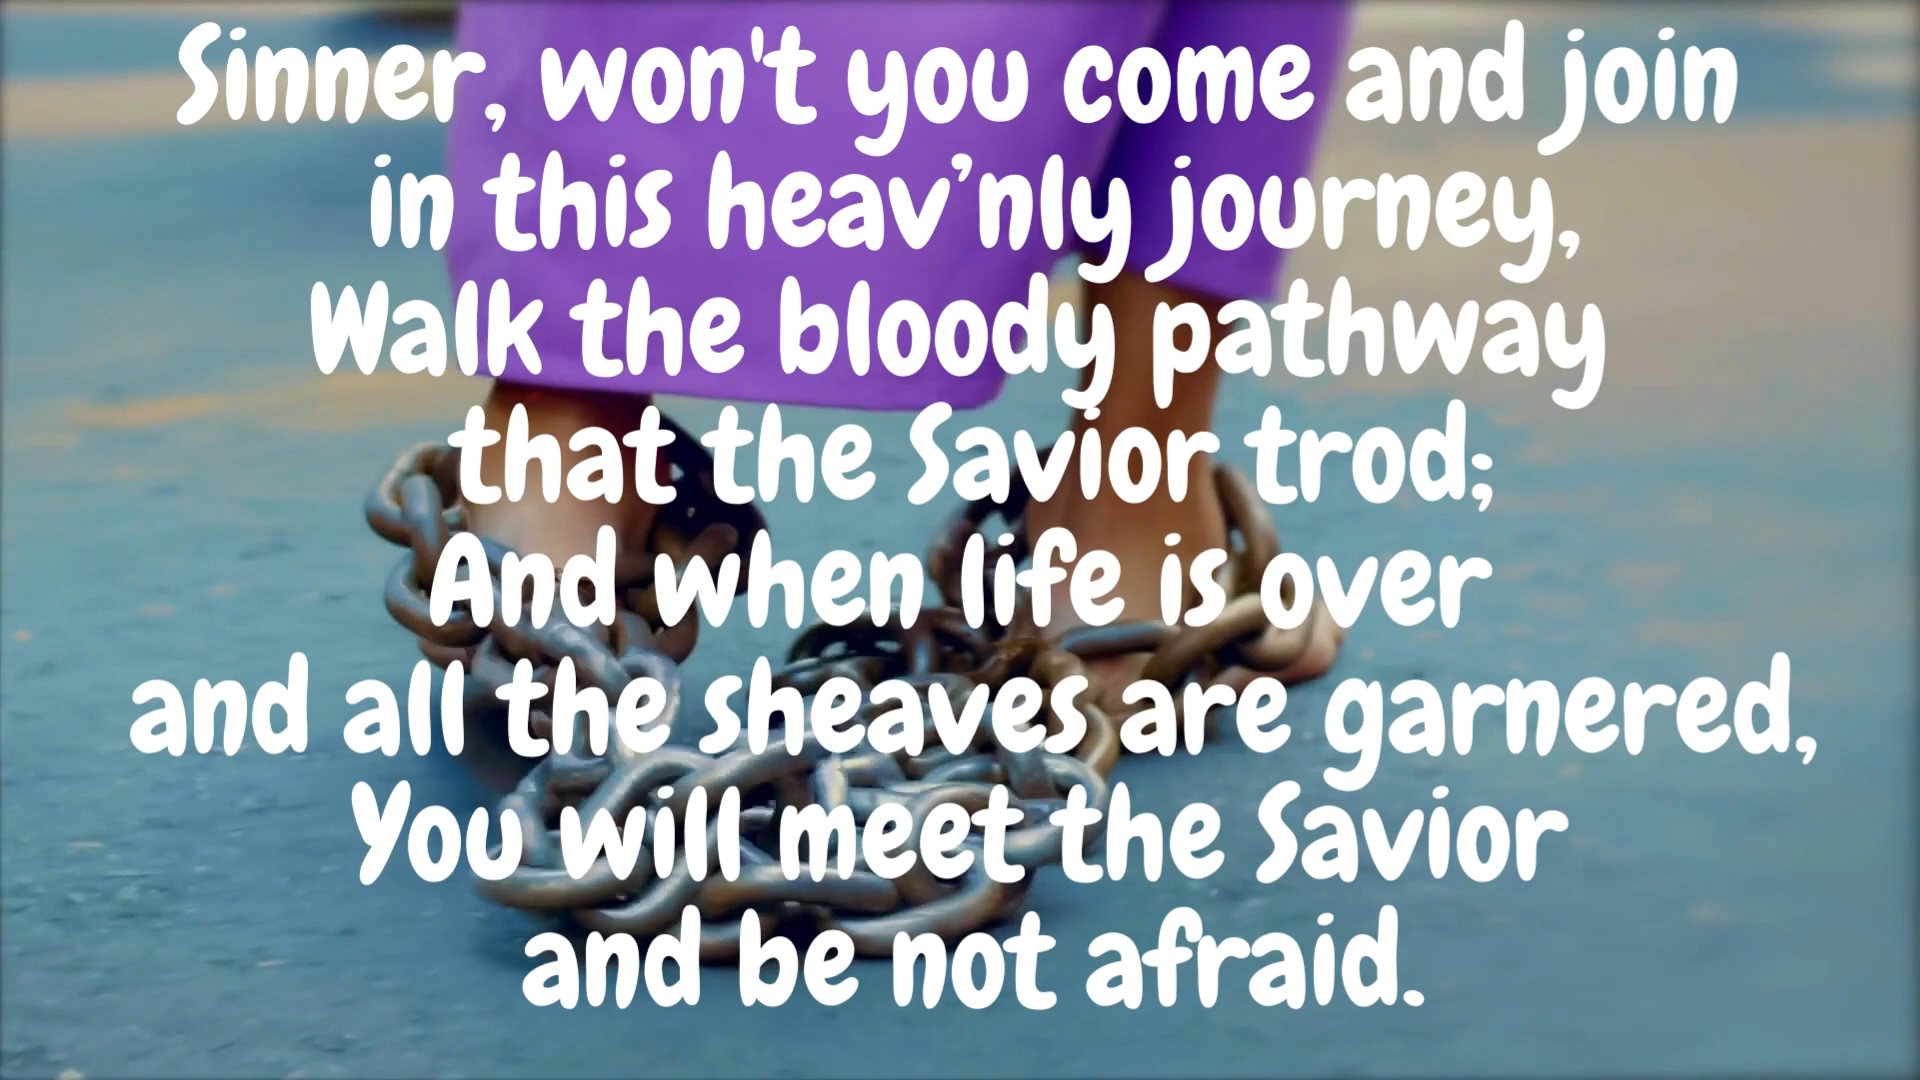 Sinner, won't you come and join
in this heav’nly journey,
Walk the bloody pathway
that the Savior trod;
And when life is over
and all the sheaves are garnered,
You will meet the Savior
and be not afraid.